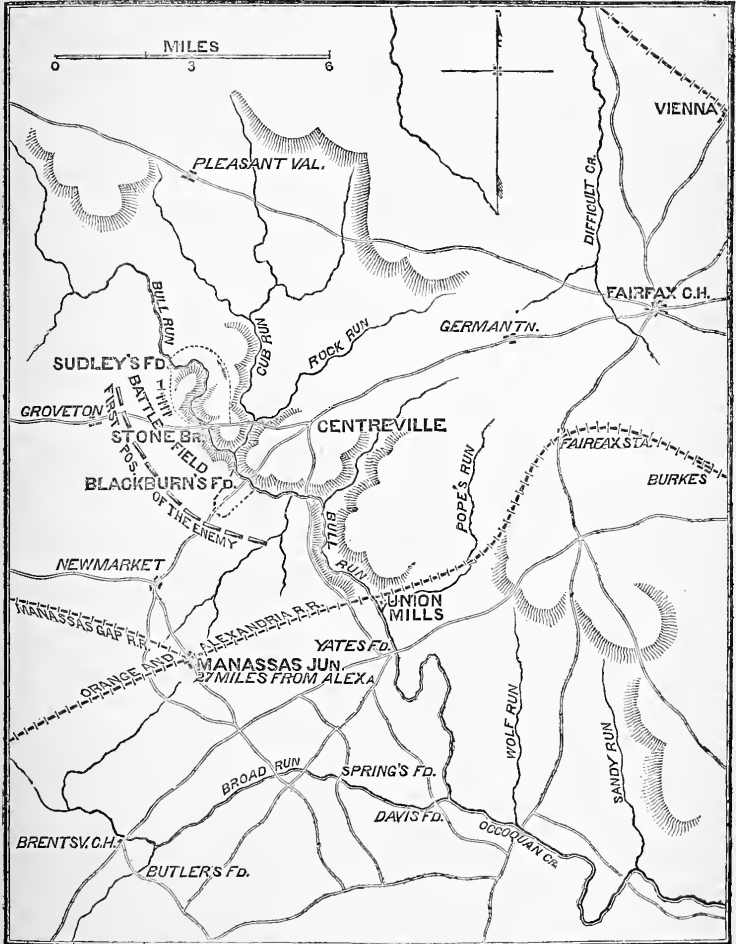 MILES
0 3 6
VIENNA
PLEASANT VAL.
DIFFICULT CR.
FAIRFAX C.H.
BULL RUN
CUB RUN
ROCK RUN
GERMANTN.
SUDLEY'S FD.
GROVETON
BATTLE FIELD
FIRST POS. OF THE ENEMY
STONE BR.
CENTREVILLE
FAIRFAX STA.
BURKES
BLACKBURN'S FD.
BULL RUN
POPE'S RUN
NEWMARKET
UNION
MILLS
MANASSAS GAP R.R.
ORANGE AND ALEXANDRIA R.R.
YATES FD.
MANASSAS JUN.
27 MILES FROM ALEXA
WOLF RUN
SANDY RUN
BROAD RUN
SPRING'S FD.
DAVIS FD.
OCCOQUAN CR.
BRENTSV. C.H.
BUTLER'S FD.